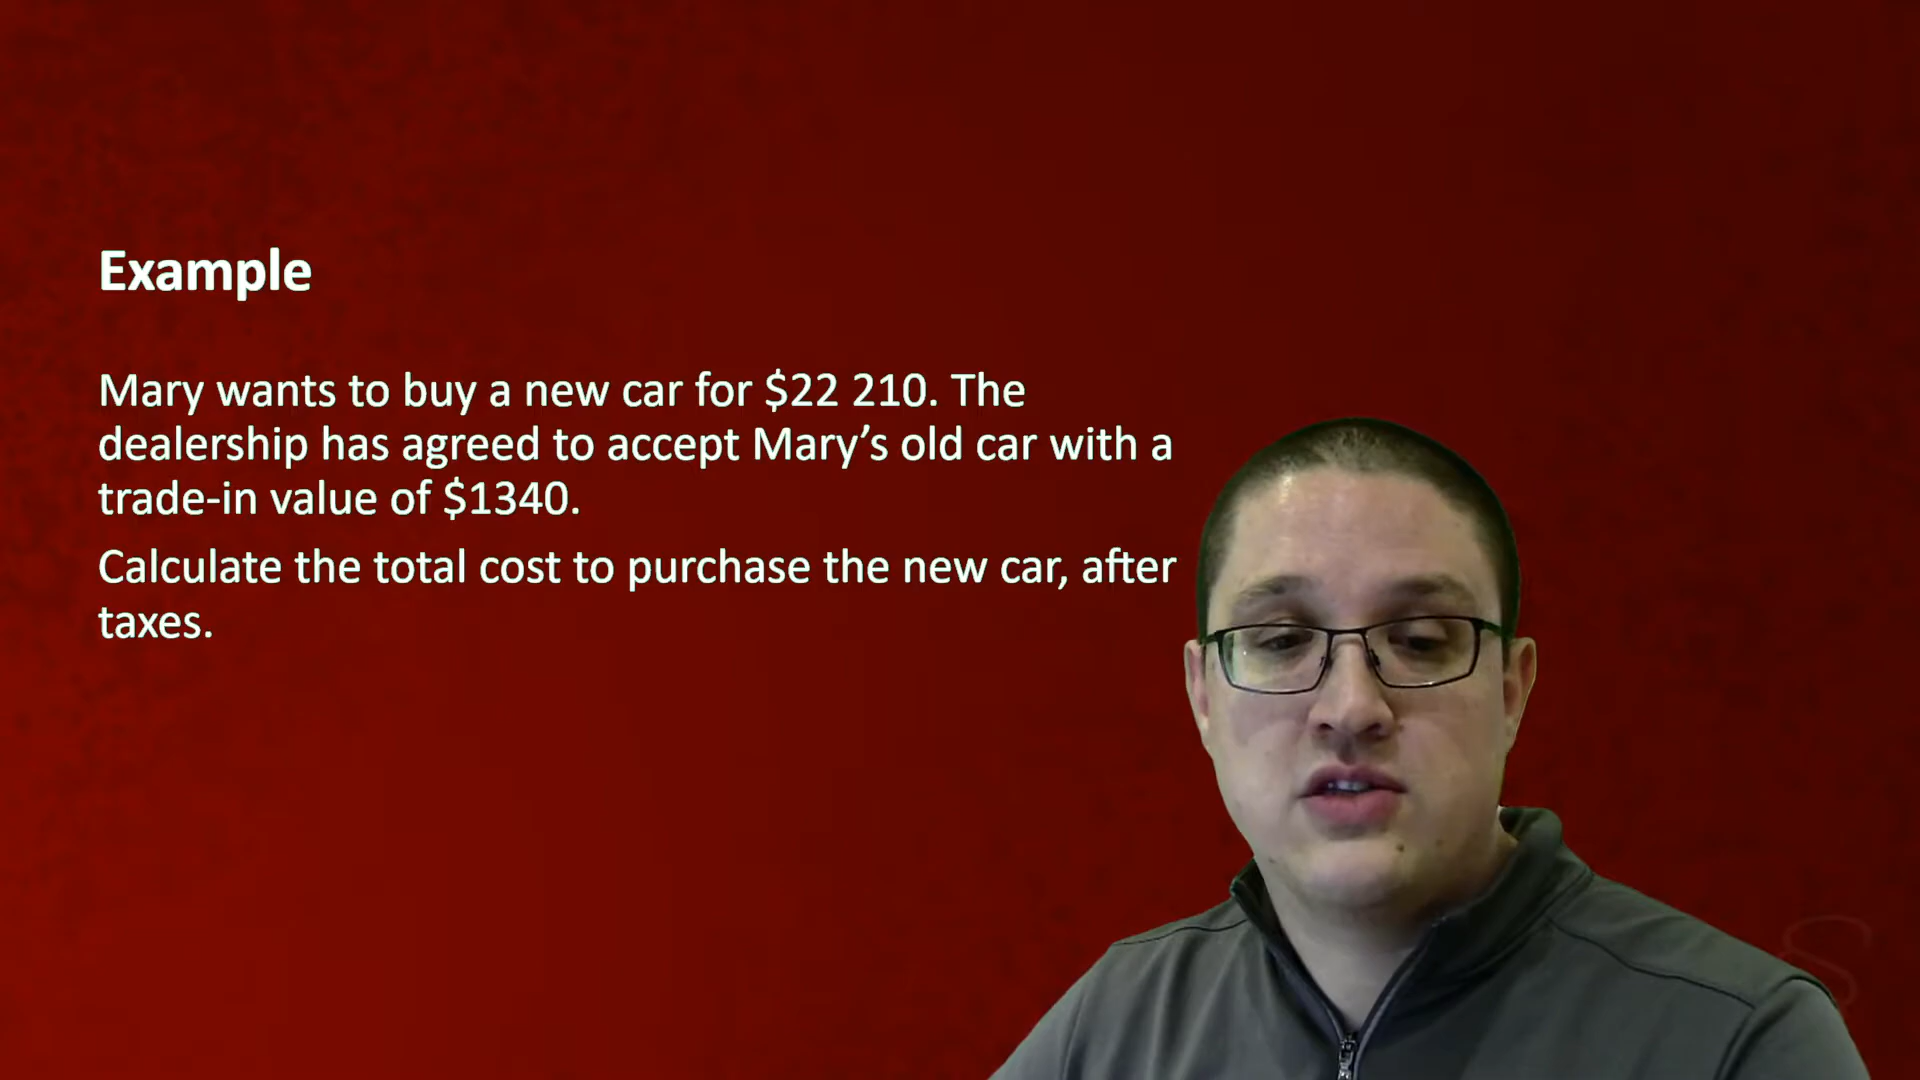 Example
Mary wants to buy a new car for $22 210. The
dealership has agreed to accept Mary’s old car with a
trade-in value of $1340.
Calculate the total cost to purchase the new car, after
taxes.